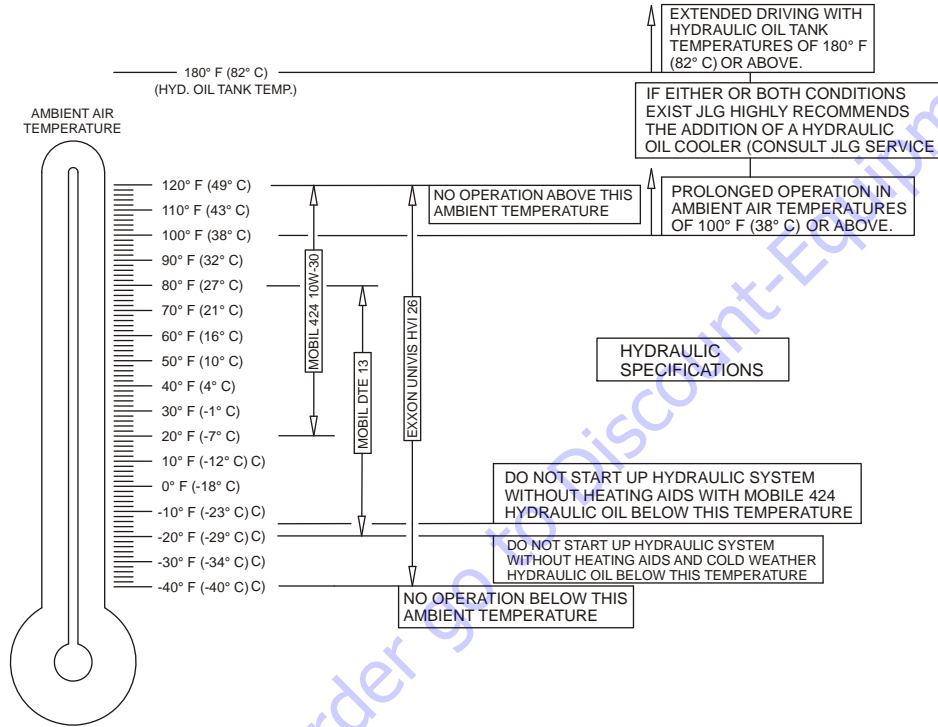 EXTENDED DRIVING WITH
HYDRAULIC OIL TANK
TEMPERATURES OF 180° F
(82° C) OR ABOVE.
180° F (82° C)
(HYD. OIL TANK TEMP.)
IF EITHER OR BOTH CONDITIONS
EXIST JLG HIGHLY RECOMMENDS
THE ADDITION OF A HYDRAULIC
OIL COOLER (CONSULT JLG SERVICE
AMBIENT AIR
TEMPERATURE
120° F (49° C)
110° F (43° C)
100° F (38° C)
90° F (32° C)
80° F (27° C)
70° F (21° C)
60° F (16° C)
50° F (10° C)
40° F (4° C)
30° F (-1° C)
20° F (-7° C)
10° F (-12° C) C)
0° F (-18° C)
-10° F (-23° C) C)
-20° F (-29° C) C)
-30° F (-34° C) C)
-40° F (-40° C) C)
MOBIL 424 10W-30
MOBIL DTE 13
EXXON UNIVIS HVI 26
NO OPERATION ABOVE THIS
AMBIENT TEMPERATURE
PROLONGED OPERATION IN
AMBIENT AIR TEMPERATURES
OF 100° F (38° C) OR ABOVE.
HYDRAULIC
SPECIFICATIONS
DO NOT START UP HYDRAULIC SYSTEM
WITHOUT HEATING AIDS WITH MOBILE 424
HYDRAULIC OIL BELOW THIS TEMPERATURE
DO NOT START UP HYDRAULIC SYSTEM
WITHOUT HEATING AIDS AND COLD WEATHER
HYDRAULIC OIL BELOW THIS TEMPERATURE
NO OPERATION BELOW THIS
AMBIENT TEMPERATURE
rder go to Discount-Equipm